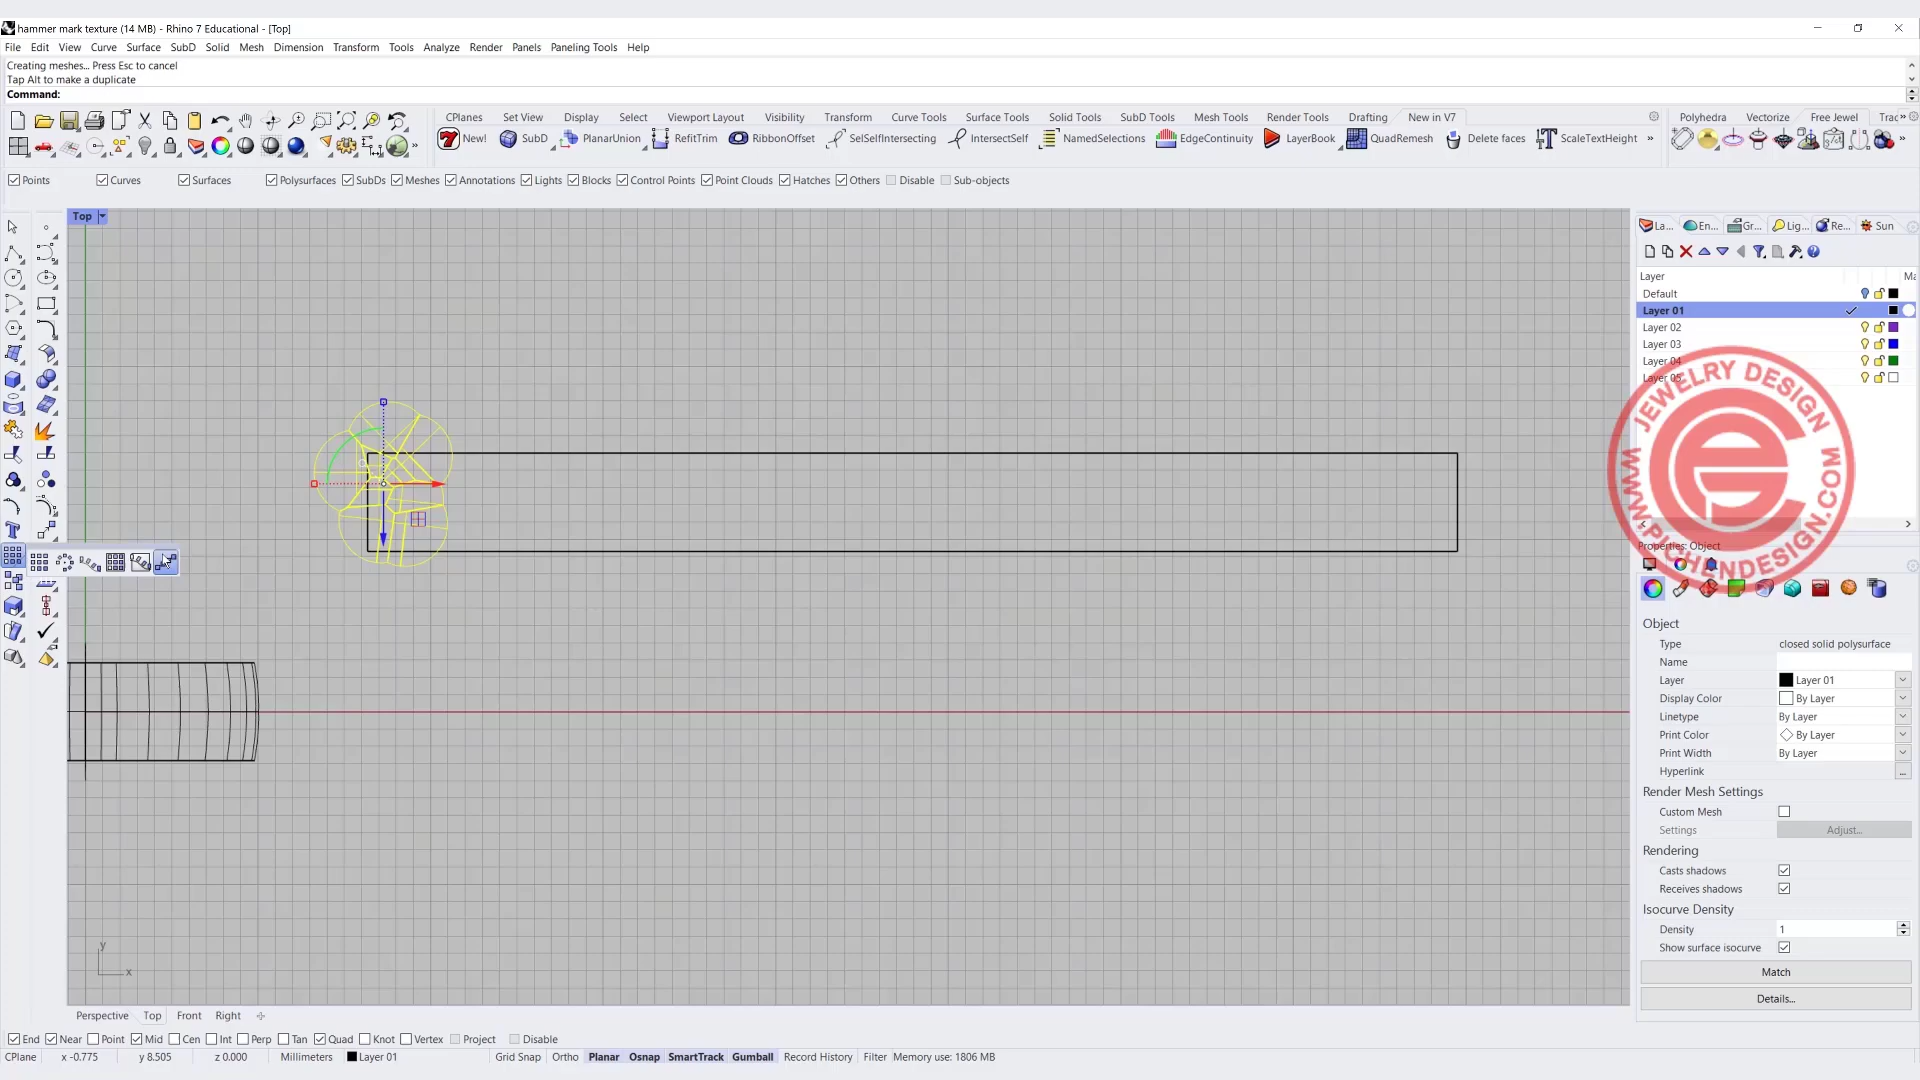 hammer mark texture (14 MB) - Rhino 7 Educational - [Top]
File Edit View Curve Surface SubD Solid Mesh Dimension Transform Tools Analyze Render Panels Paneling Tools Help
Creating meshes... Press Esc to cancel
Tap Alt to make a duplicate
Command:
CPlanes Set View Display Select Viewport Layout Visibility Transform Curve Tools Surface Tools Solid Tools SubD Tools Mesh Tools Render Tools Drafting New in V7 Polyhedra Vectorize Free Jewel Trac
New! SubD PlanarUnion RefitTrim RibbonOffset SelSelfIntersecting IntersectSelf NamedSelections EdgeContinuity LayerBook QuadRemesh Delete faces ScaleTextHeight
Points Curves Surfaces Polysurfaces SubDs Meshes Annotations Lights Blocks Control Points Point Clouds Hatches Others Disable Sub-objects
Top
La... En... Gr... Lig... Re... Sun
Layer Ma
Default
Layer 01
Layer 02
Layer 03
Layer 04
Layer 05
JEWELRY DESIGN
WWW.PICHENDESIGN.COM
Properties: Object
Object
Type closed solid polysurface
Name
Layer Layer 01
Display Color By Layer
Linetype By Layer
Print Color By Layer
Print Width By Layer
Hyperlink ...
Render Mesh Settings
Custom Mesh
Settings Adjust...
Rendering
Casts shadows
Receives shadows
Isocurve Density
Density 1
Show surface isocurve
Match
Details...
y
x
Perspective Top Front Right
End Near Point Mid Cen Int Perp Tan Quad Knot Vertex Project Disable
CPlane x -0.775 y 8.505 z 0.000 Millimeters Layer 01 Grid Snap Ortho Planar Osnap SmartTrack Gumball Record History Filter Memory use: 1806 MB